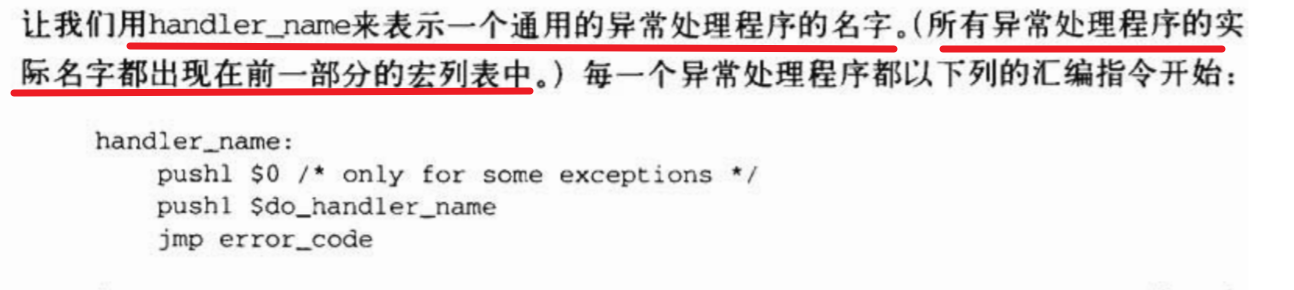 让我们用handler_name来表示一个通用的异常处理程序的名字。(所有异常处理程序的实
际名字都出现在前一部分的宏列表中。) 每一个异常处理程序都以下列的汇编指令开始:
handler_name:
pushl $0 /* only for some exceptions */
pushl $do_handler_name
jmp error_code